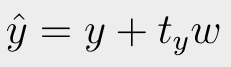 ŷ = y + t_y w